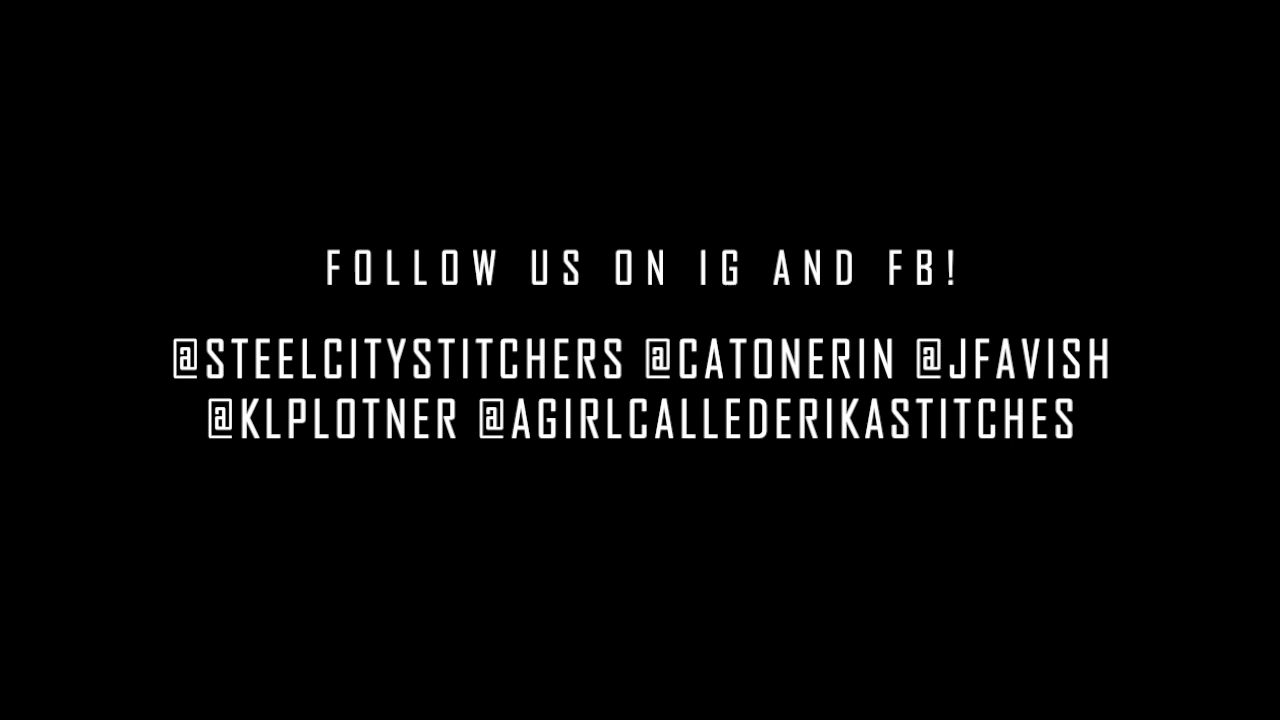 FOLLOW US ON IG AND FB!
@STEELCITYSTITCHERS @CATONERIN @JFAVISH
@KLPLOTNER @AGIRLCALLEDERIKASTITCHES